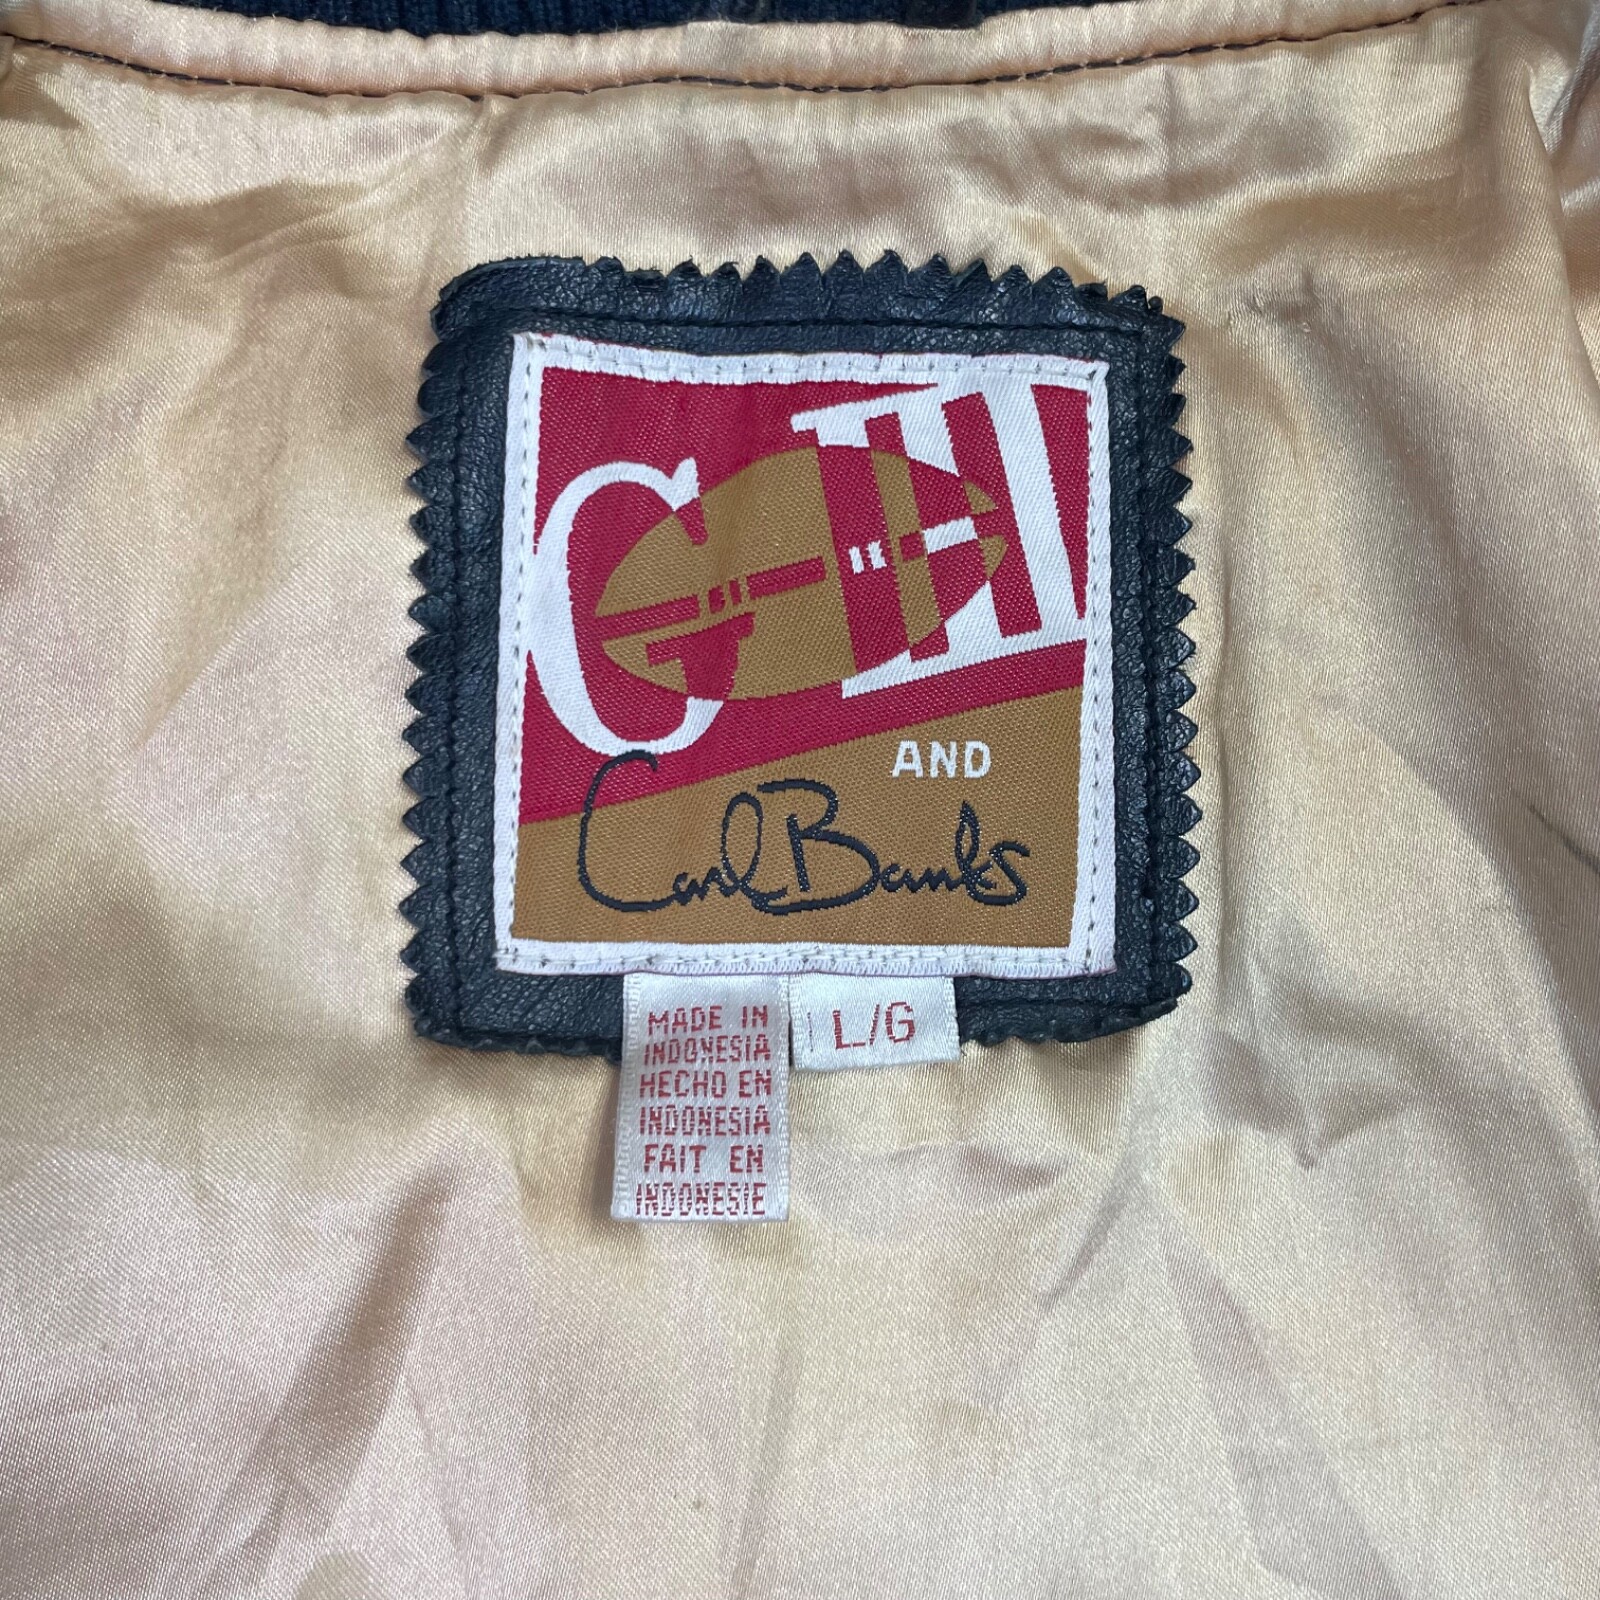 G III
AND
Carl Banks
MADE IN
INDONESIA
HECHO EN
INDONESIA
FAIT EN
INDONESIE
L/G